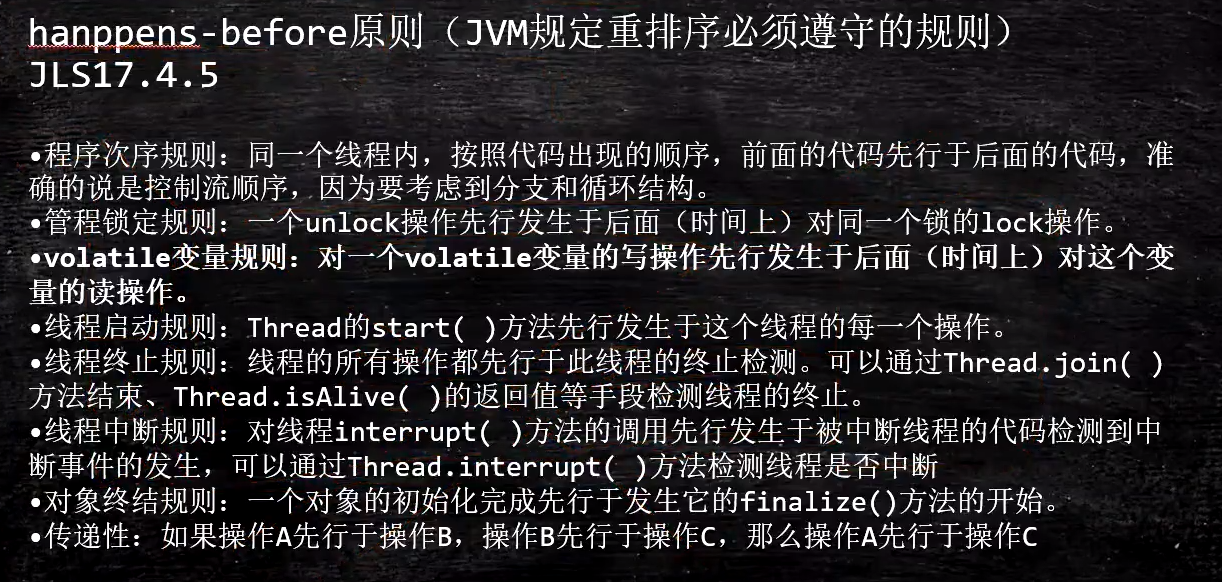 hanppens-before原则（JVM规定重排序必须遵守的规则）
JLS17.4.5
•程序次序规则：同一个线程内，按照代码出现的顺序，前面的代码先行于后面的代码，准
确的说是控制流顺序，因为要考虑到分支和循环结构。
•管程锁定规则：一个unlock操作先行发生于后面（时间上）对同一个锁的lock操作。
•volatile变量规则：对一个volatile变量的写操作先行发生于后面（时间上）对这个变
量的读操作。
•线程启动规则：Thread的start( )方法先行发生于这个线程的每一个操作。
•线程终止规则：线程的所有操作都先行于此线程的终止检测。可以通过Thread.join( )
方法结束、Thread.isAlive( )的返回值等手段检测线程的终止。
•线程中断规则：对线程interrupt( )方法的调用先行发生于被中断线程的代码检测到中
断事件的发生，可以通过Thread.interrupt( )方法检测线程是否中断
•对象终结规则：一个对象的初始化完成先行于发生它的finalize()方法的开始。
•传递性：如果操作A先行于操作B，操作B先行于操作C，那么操作A先行于操作C